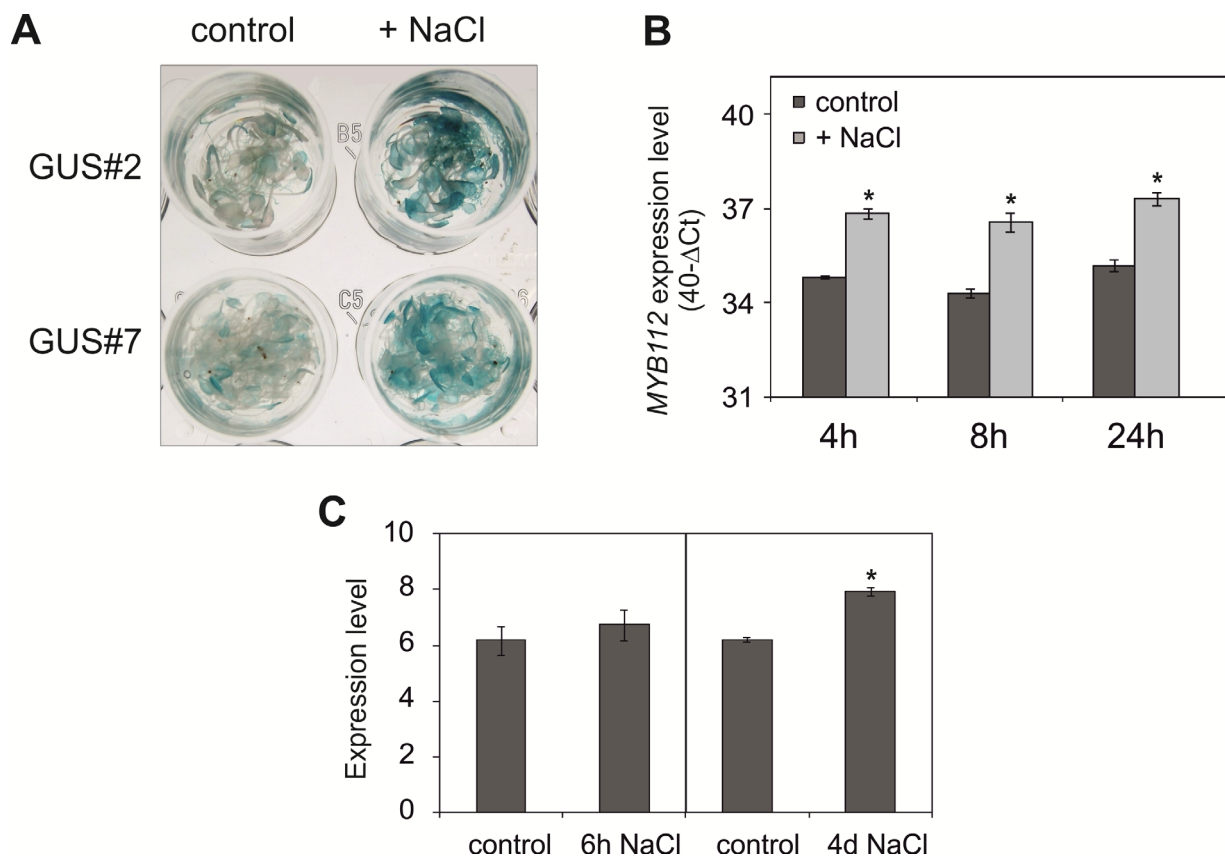 A
control + NaCl
GUS#2
GUS#7
B5
C5
B
MYB112 expression level
(40-ΔCt)
40
37
34
31
control
+ NaCl
*
*
*
4h 8h 24h
C
Expression level
10
8
6
4
2
0
*
control 6h NaCl control 4d NaCl